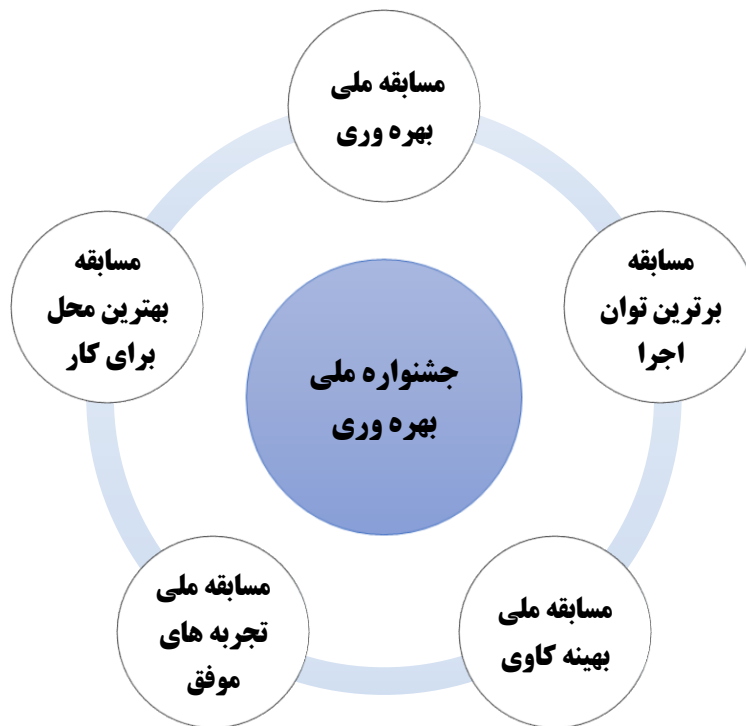 مسابقه ملی
بهره وری
مسابقه
برترین توان
اجرا
مسابقه ملی
بهینه کاوی
مسابقه ملی
تجربه های
موفق
مسابقه
بهترین محل
برای کار
جشنواره ملی
بهره وری